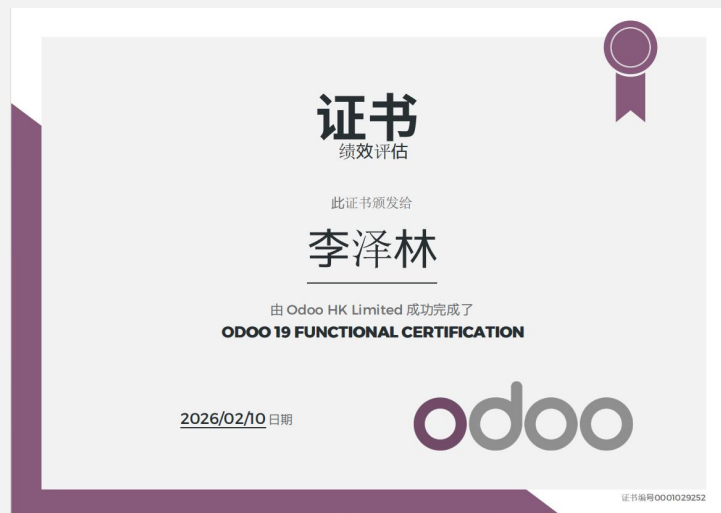 证书
绩效评估
此证书颁发给
李泽林
由 Odoo HK Limited 成功完成了
ODOO 19 FUNCTIONAL CERTIFICATION
2026/02/10 日期
odoo
证书编号0001029252